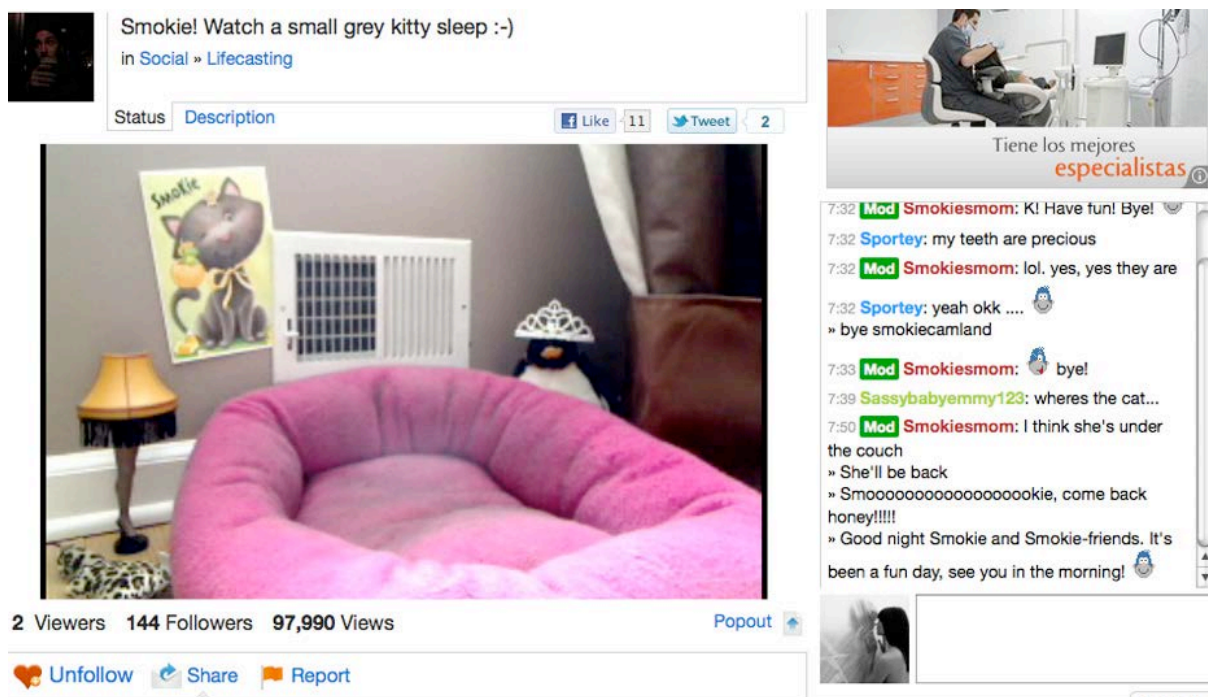 Smokie! Watch a small grey kitty sleep :-)
in Social » Lifecasting
Status Description
Like 11 Tweet 2
SMOKIE
2 Viewers 144 Followers 97,990 Views
Popout
Unfollow Share Report
Tiene los mejores
especialistas
7:32 Mod Smokiesmom: K! Have fun! Bye!
7:32 Sportey: my teeth are precious
7:32 Mod Smokiesmom: lol. yes, yes they are
7:32 Sportey: yeah okk ....
» bye smokiecamland
7:33 Mod Smokiesmom: bye!
7:39 Sassybabyemmy123: wheres the cat...
7:50 Mod Smokiesmom: I think she's under
the couch
» She'll be back
» Smooooooooooooooooookie, come back
honey!!!!!
» Good night Smokie and Smokie-friends. It's
been a fun day, see you in the morning!